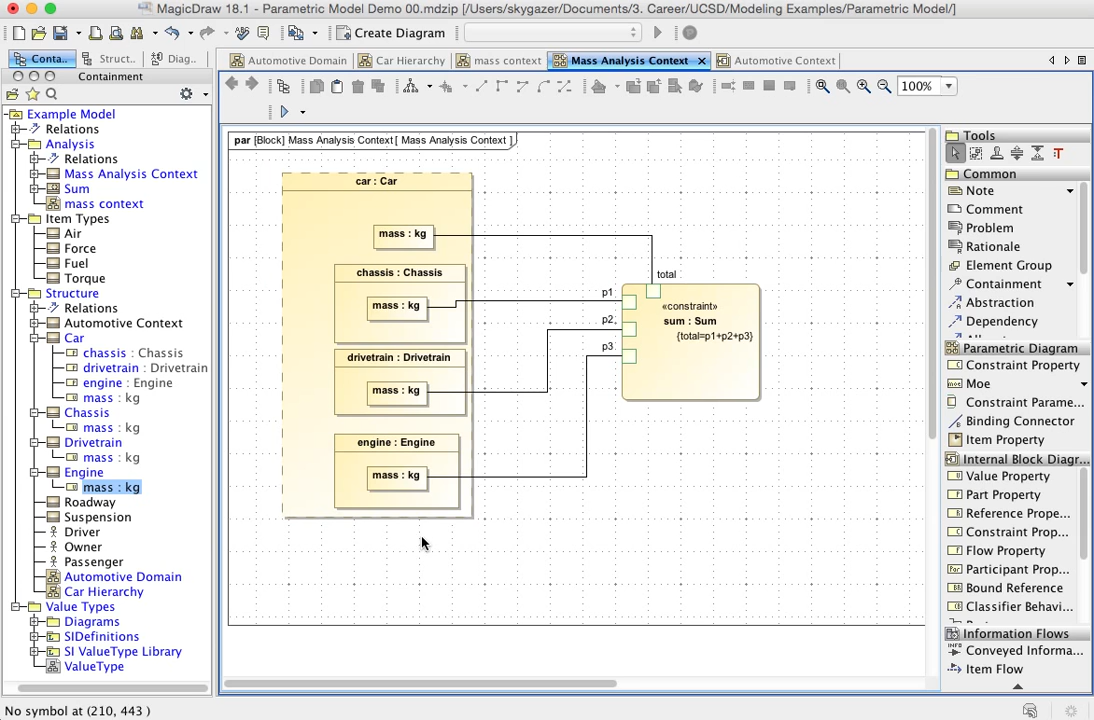 MagicDraw 18.1 - Parametric Model Demo 00.mdzip [/Users/skygazer/Documents/3. Career/UCSD/Modeling Examples/Parametric Model/]
Create Diagram
Conta..
Struct..
Diag..
Automotive Domain
Car Hierarchy
mass context
Mass Analysis Context
Automotive Context
Containment
100%
Example Model
Relations
Analysis
Relations
Mass Analysis Context
Sum
mass context
Item Types
Air
Force
Fuel
Torque
Structure
Relations
Automotive Context
Car
chassis : Chassis
drivetrain : Drivetrain
engine : Engine
mass : kg
Chassis
mass : kg
Drivetrain
mass : kg
Engine
mass : kg
Roadway
Suspension
Driver
Owner
Passenger
Automotive Domain
Car Hierarchy
Value Types
Diagrams
SIDefinitions
SI ValueType Library
ValueType
par [Block] Mass Analysis Context[ Mass Analysis Context ]
car : Car
mass : kg
chassis : Chassis
mass : kg
drivetrain : Drivetrain
mass : kg
engine : Engine
mass : kg
total
p1
p2
p3
«constraint»
sum : Sum
{total=p1+p2+p3}
Tools
Common
Note
Comment
Problem
Rationale
Element Group
Containment
Abstraction
Dependency
Parametric Diagram
Constraint Property
Moe
Constraint Parame...
Binding Connector
Item Property
Internal Block Diagr...
Value Property
Part Property
Reference Prope...
Constraint Prop...
Flow Property
Participant Prop...
Bound Reference
Classifier Behavi...
Information Flows
Conveyed Informa...
Item Flow
No symbol at (210, 443 )